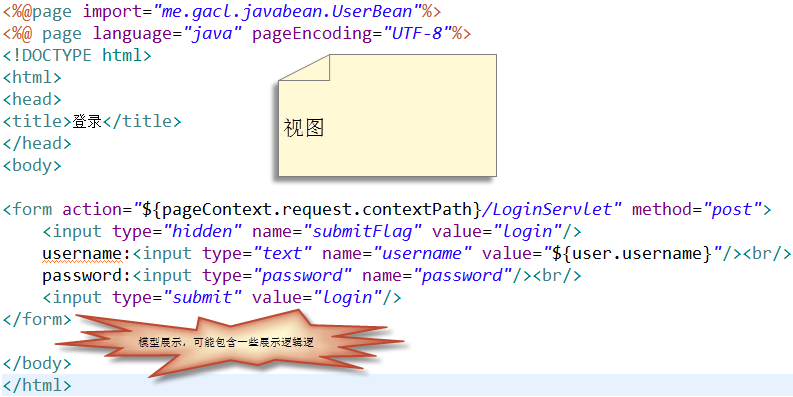 <%@page import="me.gacl.javabean.UserBean"%>
<%@ page language="java" pageEncoding="UTF-8"%>
<!DOCTYPE html>
<html>
<head>
<title>登录</title>
</head>
<body>
视图
<form action="${pageContext.request.contextPath}/LoginServlet" method="post">
<input type="hidden" name="submitFlag" value="login"/>
username:<input type="text" name="username" value="${user.username}"/><br/>
password:<input type="password" name="password"/><br/>
<input type="submit" value="login"/>
</form>
模型展示，可能包含一些展示逻辑逻
</body>
</html>